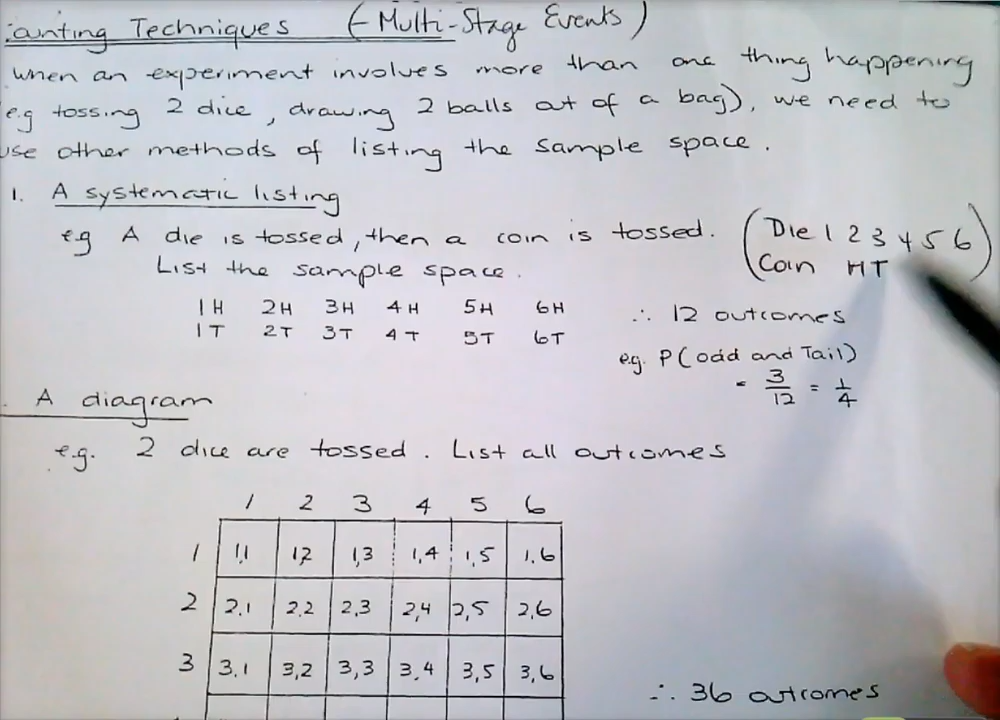 ounting Techniques (- Multi-Stage Events)
when an experiment involves more than one thing happening
e.g tossing 2 dice, drawing 2 balls out of a bag), we need to
use other methods of listing the sample space.
1. A systematic listing
eg A die is tossed, then a coin is tossed. (Die 1 2 3 4 5 6
List the sample space. Coin H T)
1H 2H 3H 4H 5H 6H ∴ 12 outcomes
1T 2T 3T 4T 5T 6T
e.g. P(odd and Tail)
= 3/12 = 1/4
. A diagram
e.g. 2 dice are tossed. List all outcomes
1 2 3 4 5 6
1 1,1 1,2 1,3 1,4 1,5 1,6
2 2,1 2,2 2,3 2,4 2,5 2,6
3 3,1 3,2 3,3 3,4 3,5 3,6
∴ 36 outcomes